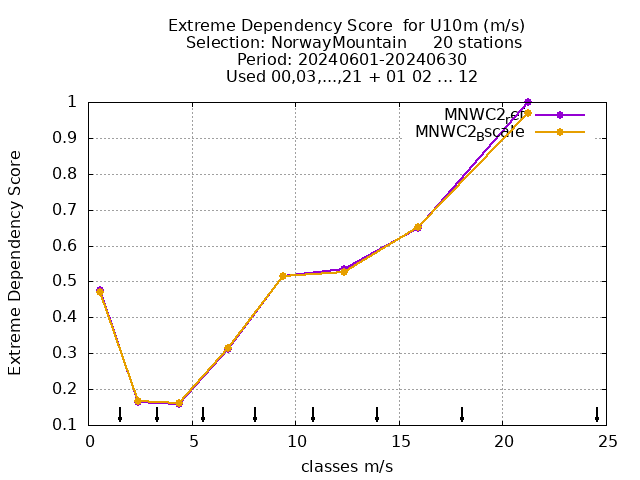 Extreme Dependency Score for U10m (m/s)
Selection: NorwayMountain 20 stations
Period: 20240601-20240630
Used 00,03,...,21 + 01 02 ... 12
MNWC2_ref
MNWC2_Bscale
Extreme Dependency Score
1
0.9
0.8
0.7
0.6
0.5
0.4
0.3
0.2
0.1
0 5 10 15 20 25
classes m/s